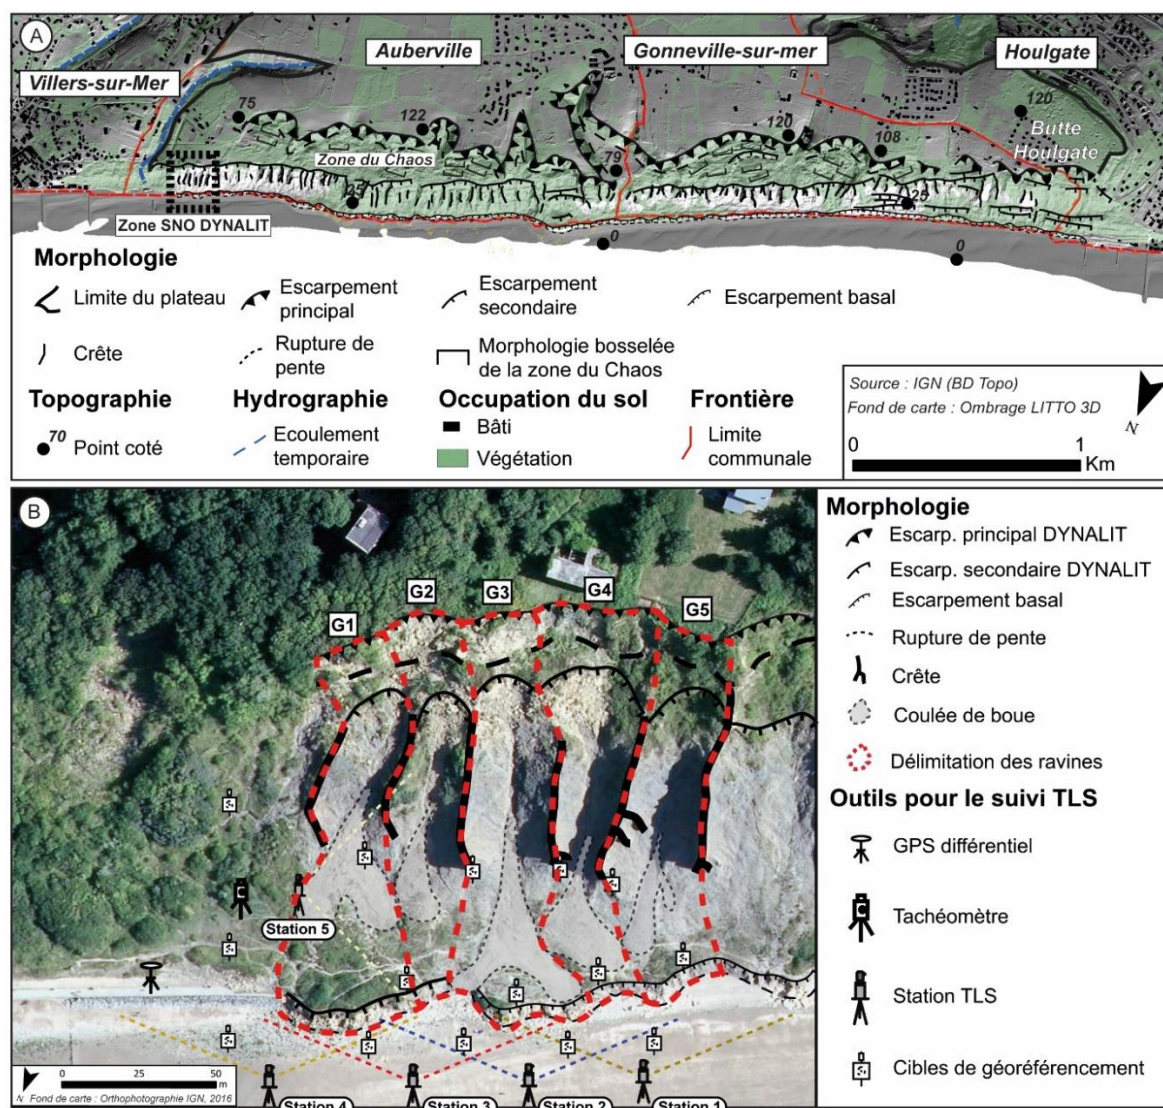 A
Villers-sur-Mer
Auberville
Gonneville-sur-mer
Houlgate
75
122
79
120
108
120
Butte
Houlgate
Zone du Chaos
25
25
Zone SNO DYNALIT
0
0
Morphologie
Limite du plateau
Escarpement
principal
Escarpement
secondaire
Escarpement basal
Crête
Rupture de
pente
Morphologie bosselée
de la zone du Chaos
Topographie
70 Point coté
Hydrographie
Ecoulement
temporaire
Occupation du sol
Bâti
Végétation
Frontière
Limite
communale
Source : IGN (BD Topo)
Fond de carte : Ombrage LITTO 3D
N
0 1
Km
B
G1
G2
G3
G4
G5
Station 5
Station 4
Station 3
Station 2
Station 1
0 50
m
N
Fond de carte : Orthophotographie IGN, 2016
Morphologie
Escarp. principal DYNALIT
Escarp. secondaire DYNALIT
Escarpement basal
Rupture de pente
Crête
Coulée de boue
Délimitation des ravines
Outils pour le suivi TLS
GPS différentiel
Tachéomètre
Station TLS
Cibles de géoréférencement